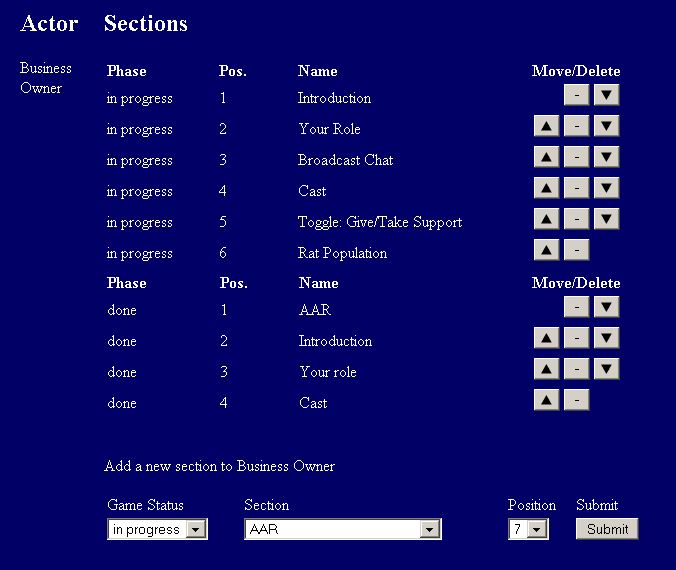 Actor Sections
Business Owner
Phase Pos. Name Move/Delete
in progress 1 Introduction - ▼
in progress 2 Your Role ▲ - ▼
in progress 3 Broadcast Chat ▲ - ▼
in progress 4 Cast ▲ - ▼
in progress 5 Toggle: Give/Take Support ▲ - ▼
in progress 6 Rat Population ▲ -
Phase Pos. Name Move/Delete
done 1 AAR - ▼
done 2 Introduction ▲ - ▼
done 3 Your role ▲ - ▼
done 4 Cast ▲ -
Add a new section to Business Owner
Game Status Section Position Submit
in progress AAR 7 Submit